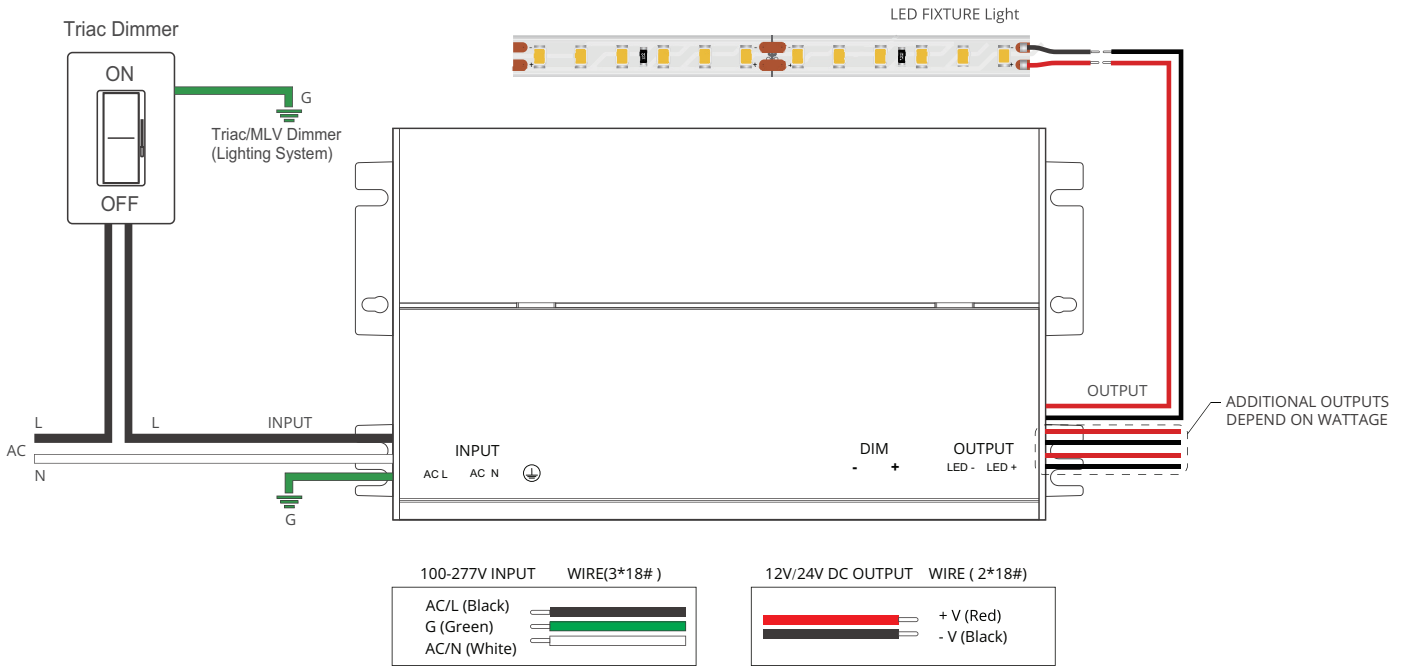 LED FIXTURE Light
Triac Dimmer
ON
OFF
G
Triac/MLV Dimmer
(Lighting System)
- -
+ +
- -
+ +
OUTPUT
ADDITIONAL OUTPUTS
DEPEND ON WATTAGE
L
L
INPUT
AC
N
G
INPUT
AC L AC N
DIM
- +
OUTPUT
LED - LED +
100-277V INPUT WIRE(3*18# )
AC/L (Black)
G (Green)
AC/N (White)
12V/24V DC OUTPUT WIRE ( 2*18#)
+ V (Red)
- V (Black)